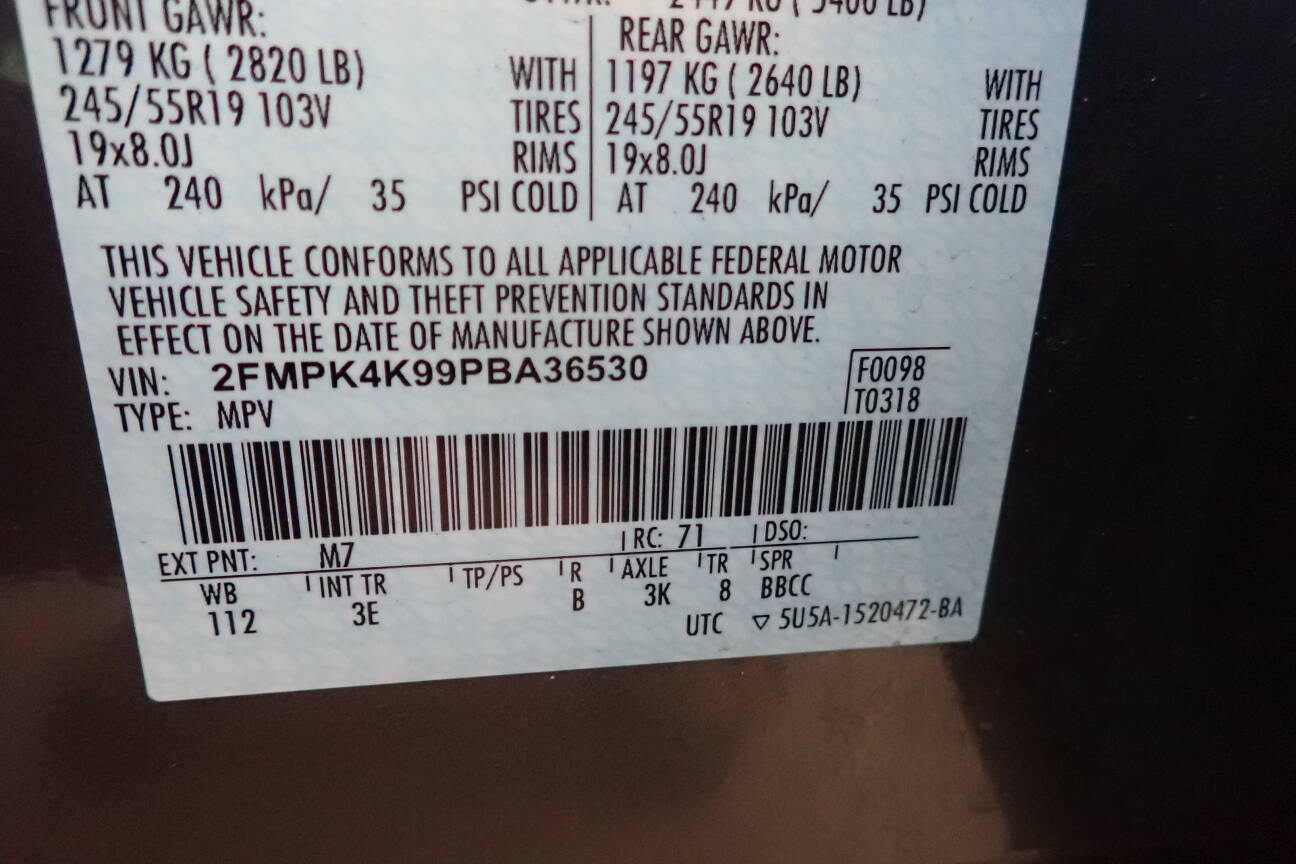 FRONT GAWR:
1279 KG ( 2820 LB) WITH
245/55R19 103V TIRES
19x8.0J RIMS
AT 240 kPa/ 35 PSI COLD
( 5400 LB)
REAR GAWR:
1197 KG ( 2640 LB) WITH
245/55R19 103V TIRES
19x8.0J RIMS
AT 240 kPa/ 35 PSI COLD
THIS VEHICLE CONFORMS TO ALL APPLICABLE FEDERAL MOTOR
VEHICLE SAFETY AND THEFT PREVENTION STANDARDS IN
EFFECT ON THE DATE OF MANUFACTURE SHOWN ABOVE.
VIN: 2FMPK4K99PBA36530
TYPE: MPV
F0098
T0318
EXT PNT: M7 RC: 71 DSO:
WB INT TR TP/PS R AXLE TR SPR
112 3E B 3K 8 BBCC
UTC ▽ 5U5A-1520472-BA